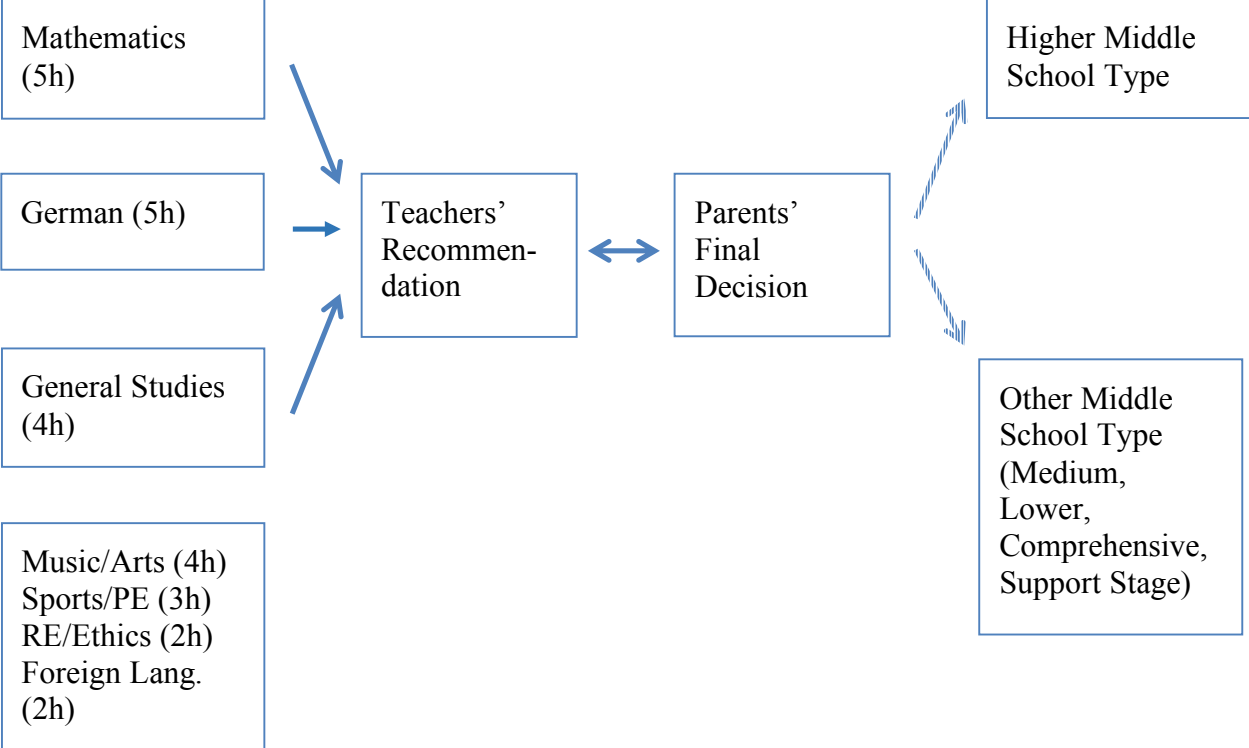 Mathematics
(5h)
German (5h)
General Studies
(4h)
Music/Arts (4h)
Sports/PE (3h)
RE/Ethics (2h)
Foreign Lang.
(2h)
Teachers’
Recommen-
dation
Parents’
Final
Decision
Higher Middle
School Type
Other Middle
School Type
(Medium,
Lower,
Comprehensive,
Support Stage)